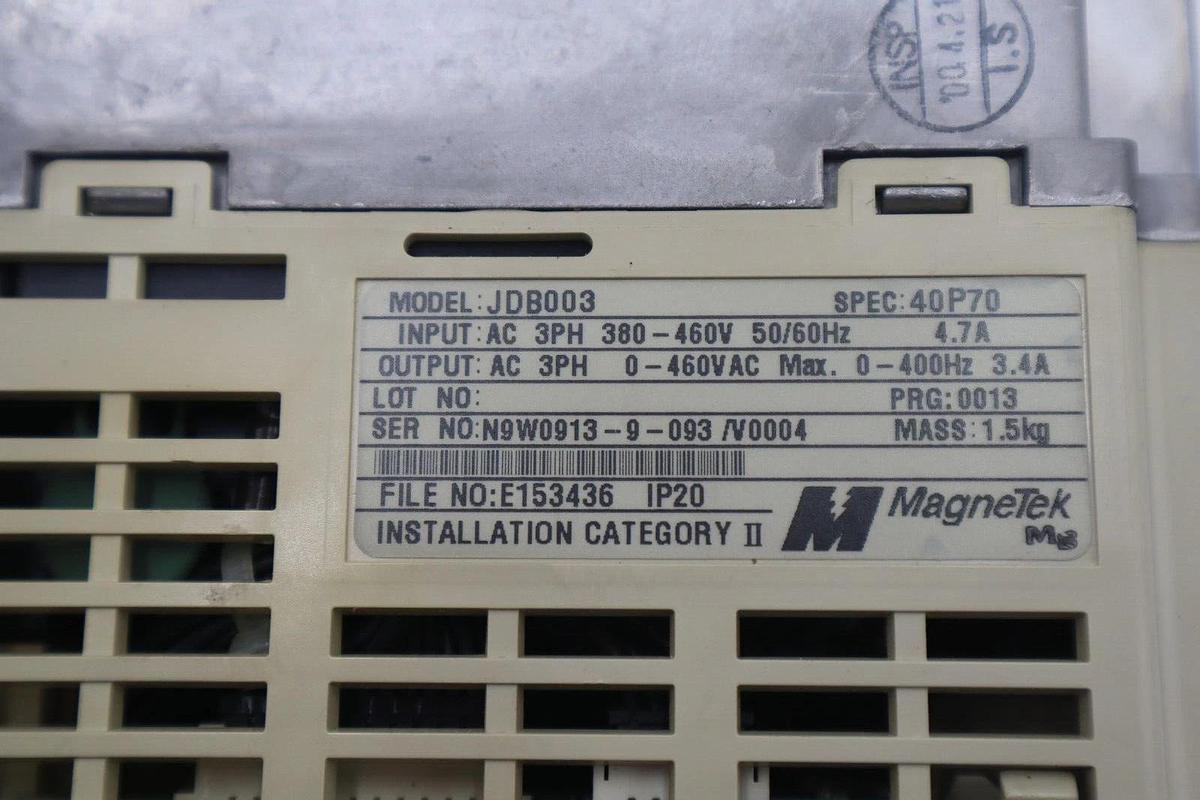 INSP
'00.4.21
I.S
MODEL:JDB003 SPEC:40P70
INPUT:AC 3PH 380-460V 50/60Hz 4.7A
OUTPUT:AC 3PH 0-460VAC Max. 0-400Hz 3.4A
LOT NO: PRG:0013
SER NO:N9W0913-9-093/V0004 MASS:1.5kg
FILE NO:E153436 IP20
INSTALLATION CATEGORY II
MagneTek